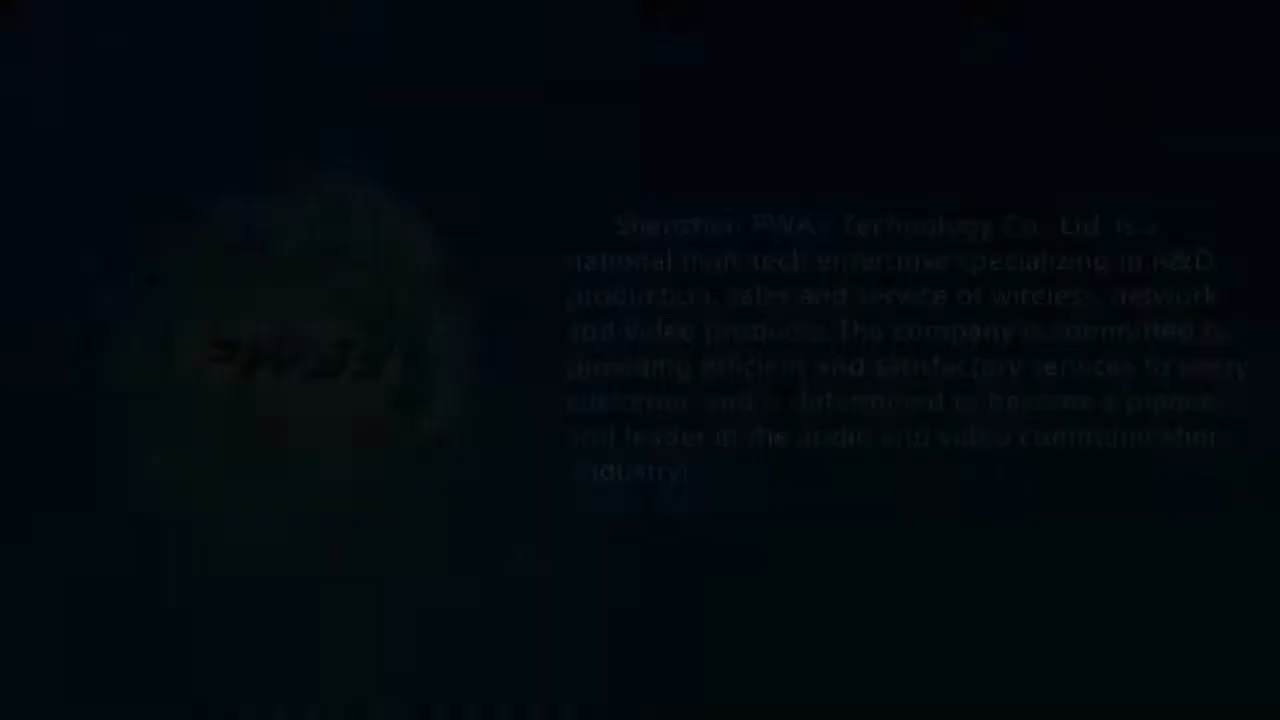 Shenzhen Technology Co., Ltd. is a
national high-tech enterprise specializing in R&D,
production, sales and service of wireless network
and video products. The company is committed to
providing efficient and satisfactory services to every
customer and is determined to become a pioneer
and leader in the audio and video communication
industry!